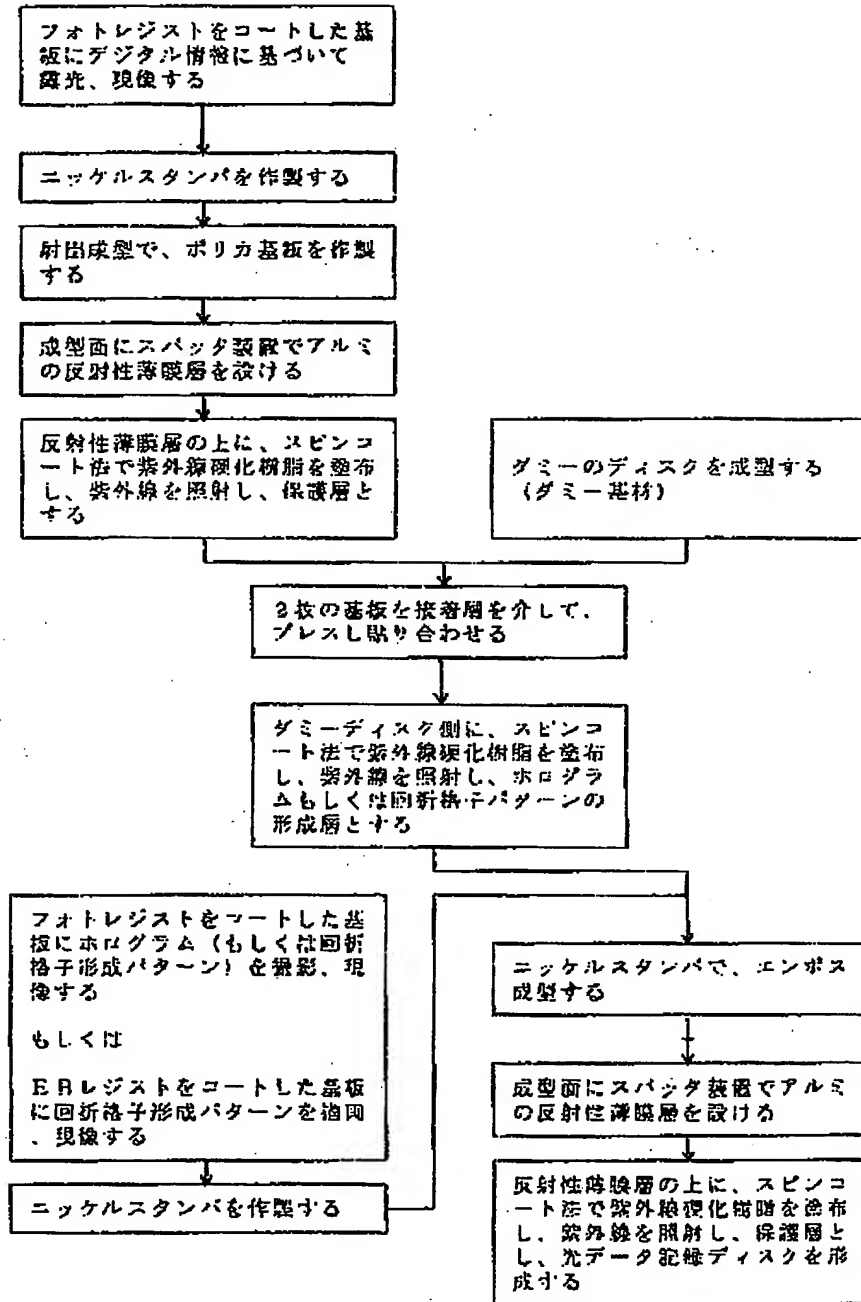 フォトレジストをコートした基
板にデジタル情報に基づいて
露光、現像する
ニッケルスタンパを作製する
射出成型で、ポリカ基板を作製
する
成型面にスパッタ装置でアルミ
の反射性薄膜層を設ける
反射性薄膜層の上に、スピンコ
ート法で紫外線硬化樹脂を塗布
し、紫外線を照射し、保護層と
する
ダミーのディスクを成型する
(ダミー基材)
2枚の基板を接着層を介して、
プレスし貼り合わせる
ダミーディスク側に、スピンコ
ート法で紫外線硬化樹脂を塗布
し、紫外線を照射し、ホログラ
ムもしくは回折格子パターンの
形成層とする
フォトレジストをコートした基
板にホログラム(もしくは回折
格子形成パターン)を撮影、現
像する
もしくは
EBレジストをコートした基板
に回折格子形成パターンを描画
、現像する
ニッケルスタンパを作製する
ニッケルスタンパで、エンボス
成型する
成型面にスパッタ装置でアルミ
の反射性薄膜層を設ける
反射性薄膜層の上に、スピンコ
ート法で紫外線硬化樹脂を塗布
し、紫外線を照射し、保護層と
し、光データ記録ディスクを形
成する